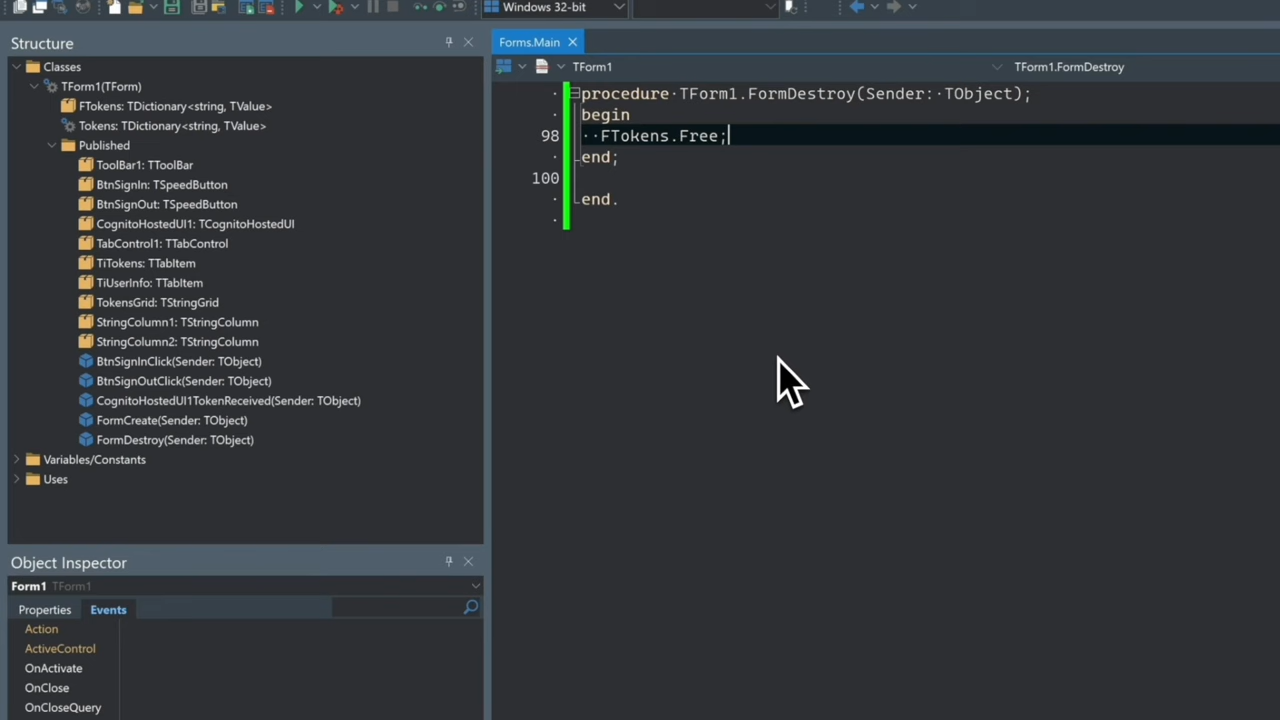 Windows 32-bit
Structure
Classes
TForm1(TForm)
FTokens: TDictionary<string, TValue>
Tokens: TDictionary<string, TValue>
Published
ToolBar1: TToolBar
BtnSignIn: TSpeedButton
BtnSignOut: TSpeedButton
CognitoHostedUI1: TCognitoHostedUI
TabControl1: TTabControl
TiTokens: TTabItem
TiUserInfo: TTabItem
TokensGrid: TStringGrid
StringColumn1: TStringColumn
StringColumn2: TStringColumn
BtnSignInClick(Sender: TObject)
BtnSignOutClick(Sender: TObject)
CognitoHostedUI1TokenReceived(Sender: TObject)
FormCreate(Sender: TObject)
FormDestroy(Sender: TObject)
Variables/Constants
Uses
Object Inspector
Form1 TForm1
Properties Events
Action
ActiveControl
OnActivate
OnClose
OnCloseQuery
Forms.Main
TForm1 TForm1.FormDestroy
procedure·TForm1.FormDestroy(Sender:·TObject);
begin
98 ··FTokens.Free;
end;
100
end.